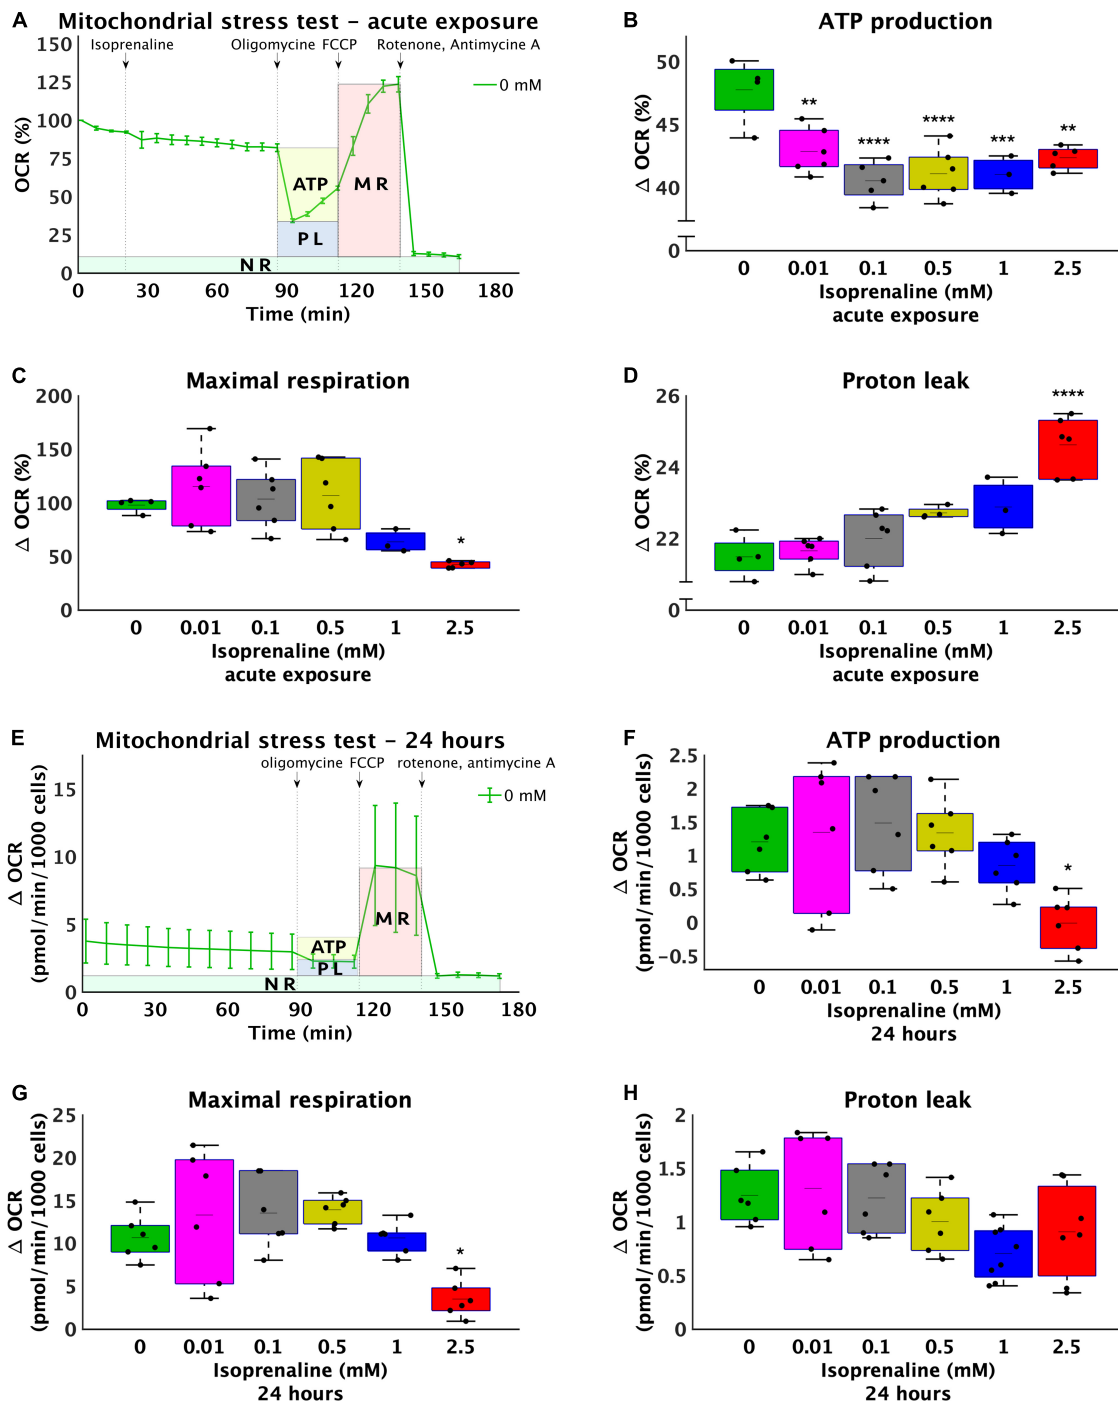 A
Mitochondrial stress test – acute exposure
Isoprenaline
Oligomycine FCCP
Rotenone, Antimycine A
0 mM
OCR (%)
150
125
100
75
50
25
0
ATP
M R
P L
N R
0 30 60 90 120 150 180
Time (min)
B
ATP production
Δ OCR (%)
50
45
40
0
** **** **** *** **
0 0.01 0.1 0.5 1 2.5
Isoprenaline (mM)
acute exposure
C
Maximal respiration
Δ OCR (%)
200
150
100
50
0
*
0 0.01 0.1 0.5 1 2.5
Isoprenaline (mM)
acute exposure
D
Proton leak
Δ OCR (%)
26
24
22
0
****
0 0.01 0.1 0.5 1 2.5
Isoprenaline (mM)
acute exposure
E
Mitochondrial stress test – 24 hours
oligomycine FCCP
rotenone, antimycine A
0 mM
Δ OCR
(pmol/min/1000 cells)
15
10
5
0
M R
ATP
P L
N R
0 30 60 90 120 150 180
Time (min)
F
ATP production
Δ OCR
(pmol/min/1000 cells)
2.5
2
1.5
1
0.5
0
−0.5
*
0 0.01 0.1 0.5 1 2.5
Isoprenaline (mM)
24 hours
G
Maximal respiration
Δ OCR
(pmol/min/1000 cells)
25
20
15
10
5
0
*
0 0.01 0.1 0.5 1 2.5
Isoprenaline (mM)
24 hours
H
Proton leak
Δ OCR
(pmol/min/1000 cells)
2
1.5
1
0.5
0
0 0.01 0.1 0.5 1 2.5
Isoprenaline (mM)
24 hours